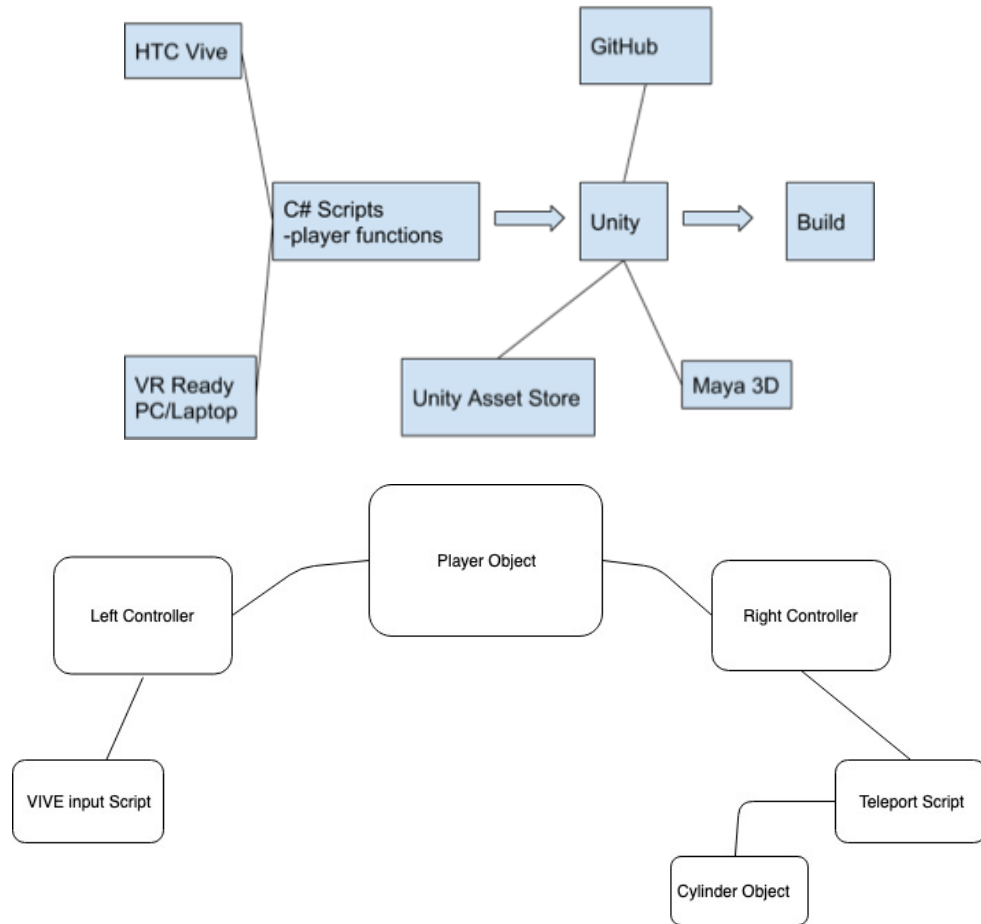 HTC Vive
GitHub
C# Scripts
-player functions
Unity
Build
VR Ready
PC/Laptop
Unity Asset Store
Maya 3D
Player Object
Left Controller
Right Controller
VIVE input Script
Teleport Script
Cylinder Object